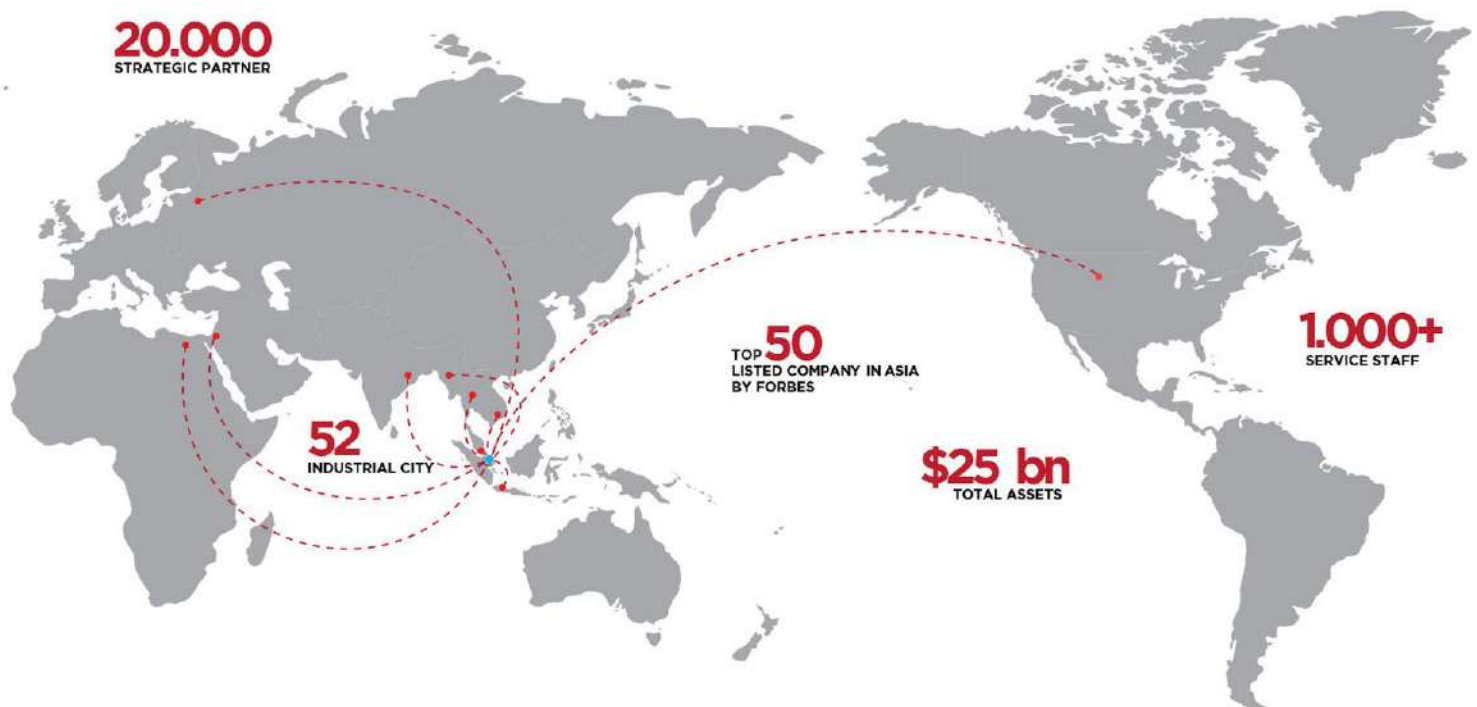 20.000
STRATEGIC PARTNER
TOP 50
LISTED COMPANY IN ASIA
BY FORBES
1.000+
SERVICE STAFF
52
INDUSTRIAL CITY
$25 bn
TOTAL ASSETS